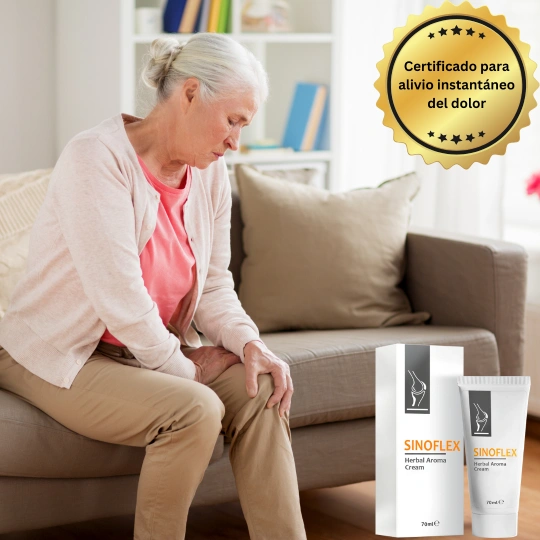 Certificado para
alivio instantáneo
del dolor
SINOFLEX
Herbal Aroma
Cream
70ml℮
SINOFLEX
Herbal Aroma
Cream
70ml℮